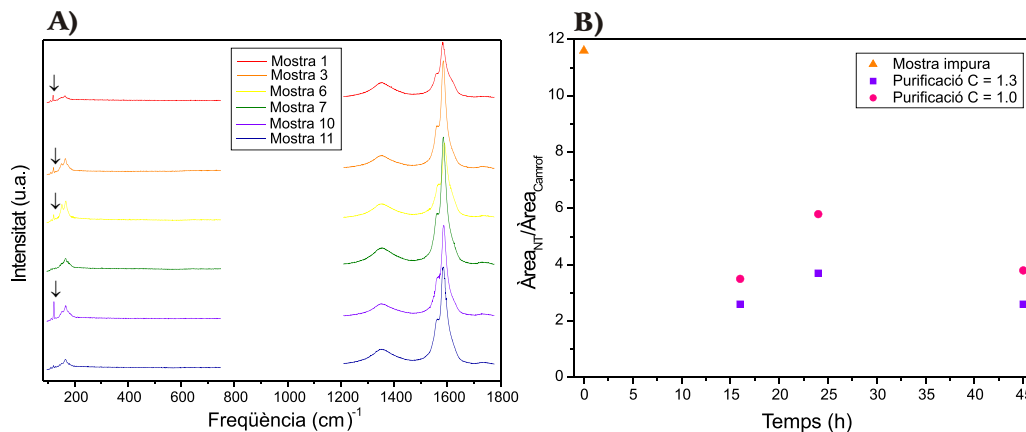 A)
Intensitat (u.a.)
Mostra 1
Mostra 3
Mostra 6
Mostra 7
Mostra 10
Mostra 11
200 400 600 800 1000 1200 1400 1600 1800
Freqüència (cm)-1
B)
Àrea_NT/Àrea_Camrof
12
10
8
6
4
2
0
Mostra impura
Purificació C = 1.3
Purificació C = 1.0
0 5 10 15 20 25 30 35 40 45
Temps (h)